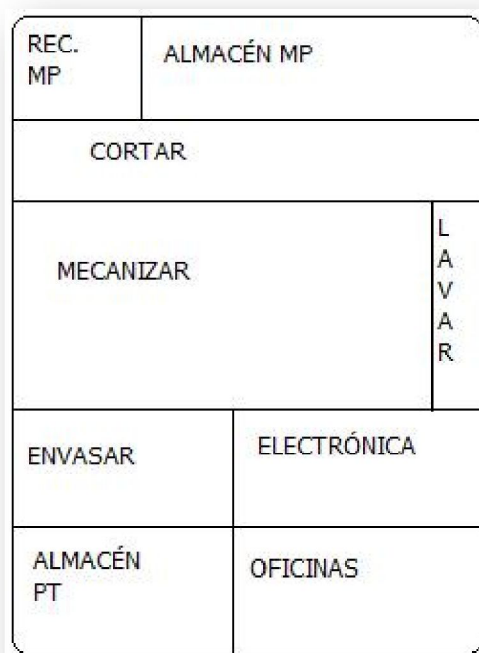 REC.
MP
ALMACÉN MP
CORTAR
MECANIZAR
L
A
V
A
R
ENVASAR
ELECTRÓNICA
ALMACÉN
PT
OFICINAS